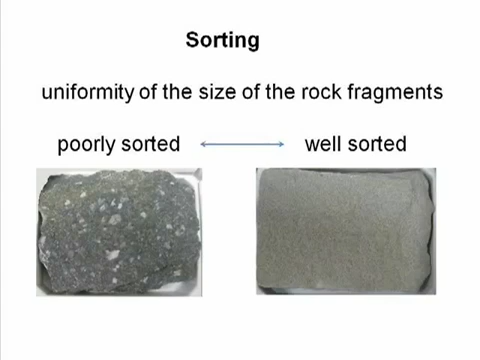 Sorting
uniformity of the size of the rock fragments
poorly sorted
well sorted